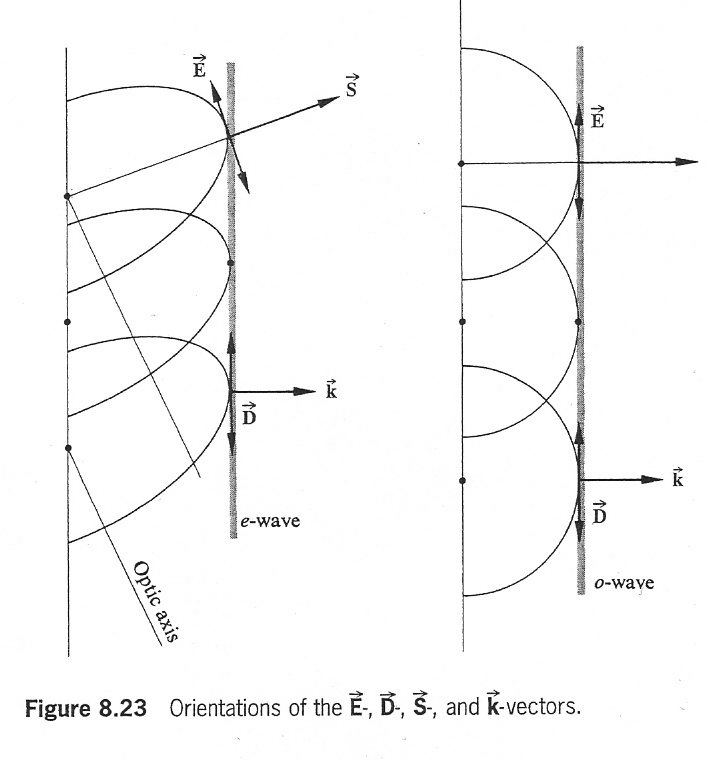 E⃗
S⃗
k⃗
D⃗
e-wave
Optic axis
E⃗
k⃗
D⃗
o-wave
Figure 8.23 Orientations of the E⃗-, D⃗-, S⃗-, and k⃗-vectors.